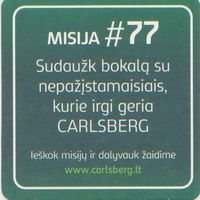 MISIJA #77
Sudaužk bokalą su
nepažįstamaisiais,
kurie irgi geria
CARLSBERG
Ieškok misijų ir dalyvauk žaidime
www.carlsberg.lt